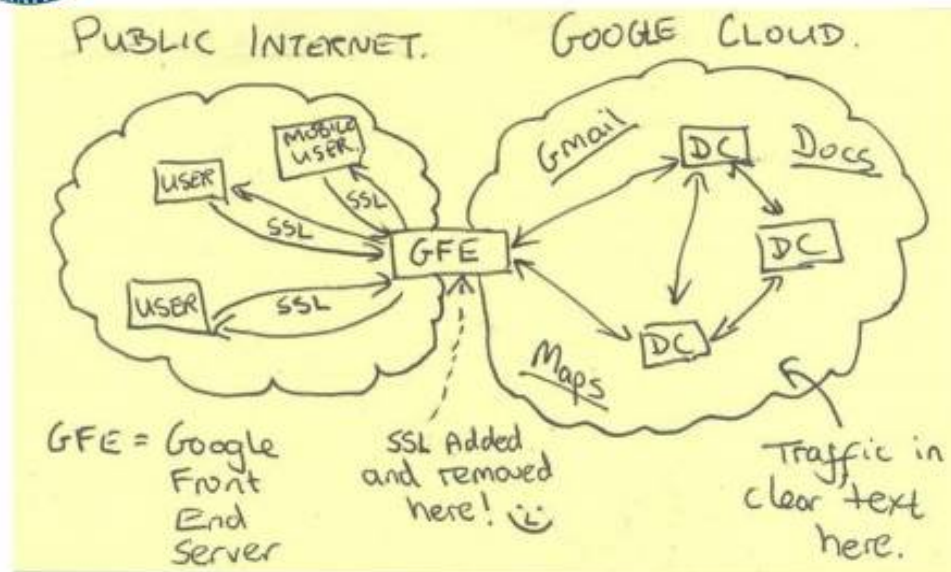 PUBLIC INTERNET.
GOOGLE CLOUD.
MOBILE
USER.
USER
SSL
SSL
USER
SSL
GFE
Gmail
DC
Docs
DC
DC
Maps
GFE = Google
Front
End
Server
SSL Added
and removed
here!
Traffic in
clear text
here.